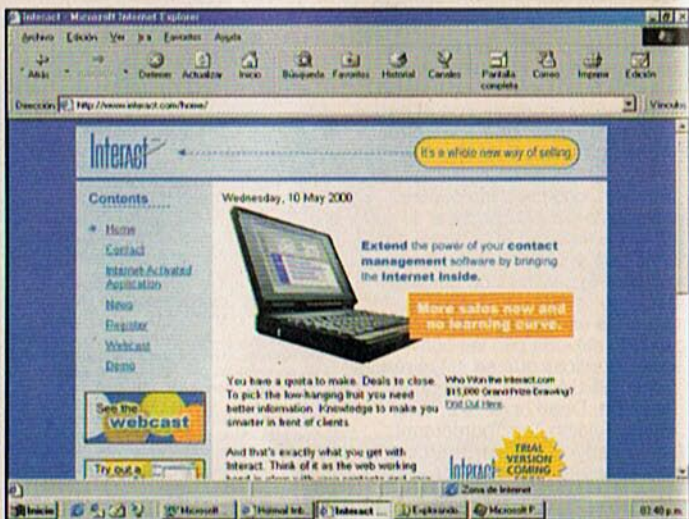 Interact - Microsoft Internet Explorer
Archivo Edición Ver Ir a Favoritos Ayuda
Atrás Detener Actualizar Inicio Búsqueda Favoritos Historial Canales Pantalla completa Correo Imprimir Edición
Dirección http://www.interact.com/home/ Vínculos
Interact
It's a whole new way of selling
Contents
Home
Contact
Internet Activated
Application
News
Register
Webcast
Demo
See the
webcast
Try out a
Wednesday, 10 May 2000
Extend the power of your contact
management software by bringing
the Internet Inside.
More sales now and
no learning curve.
You have a quota to make. Deals to close.
To pick the low-hanging fruit you need
better information. Knowledge to make you
smarter in front of clients.
And that's exactly what you get with
Interact. Think of it as the web working
Who Won the Interact.com
$15,000 Grand Prize Drawing?
Find Out Here.
Interact
TRIAL
VERSION
COMING
Zona de Internet
Inicio Microsoft Interact ... Explorando... Microsoft P... 02:40 p.m.